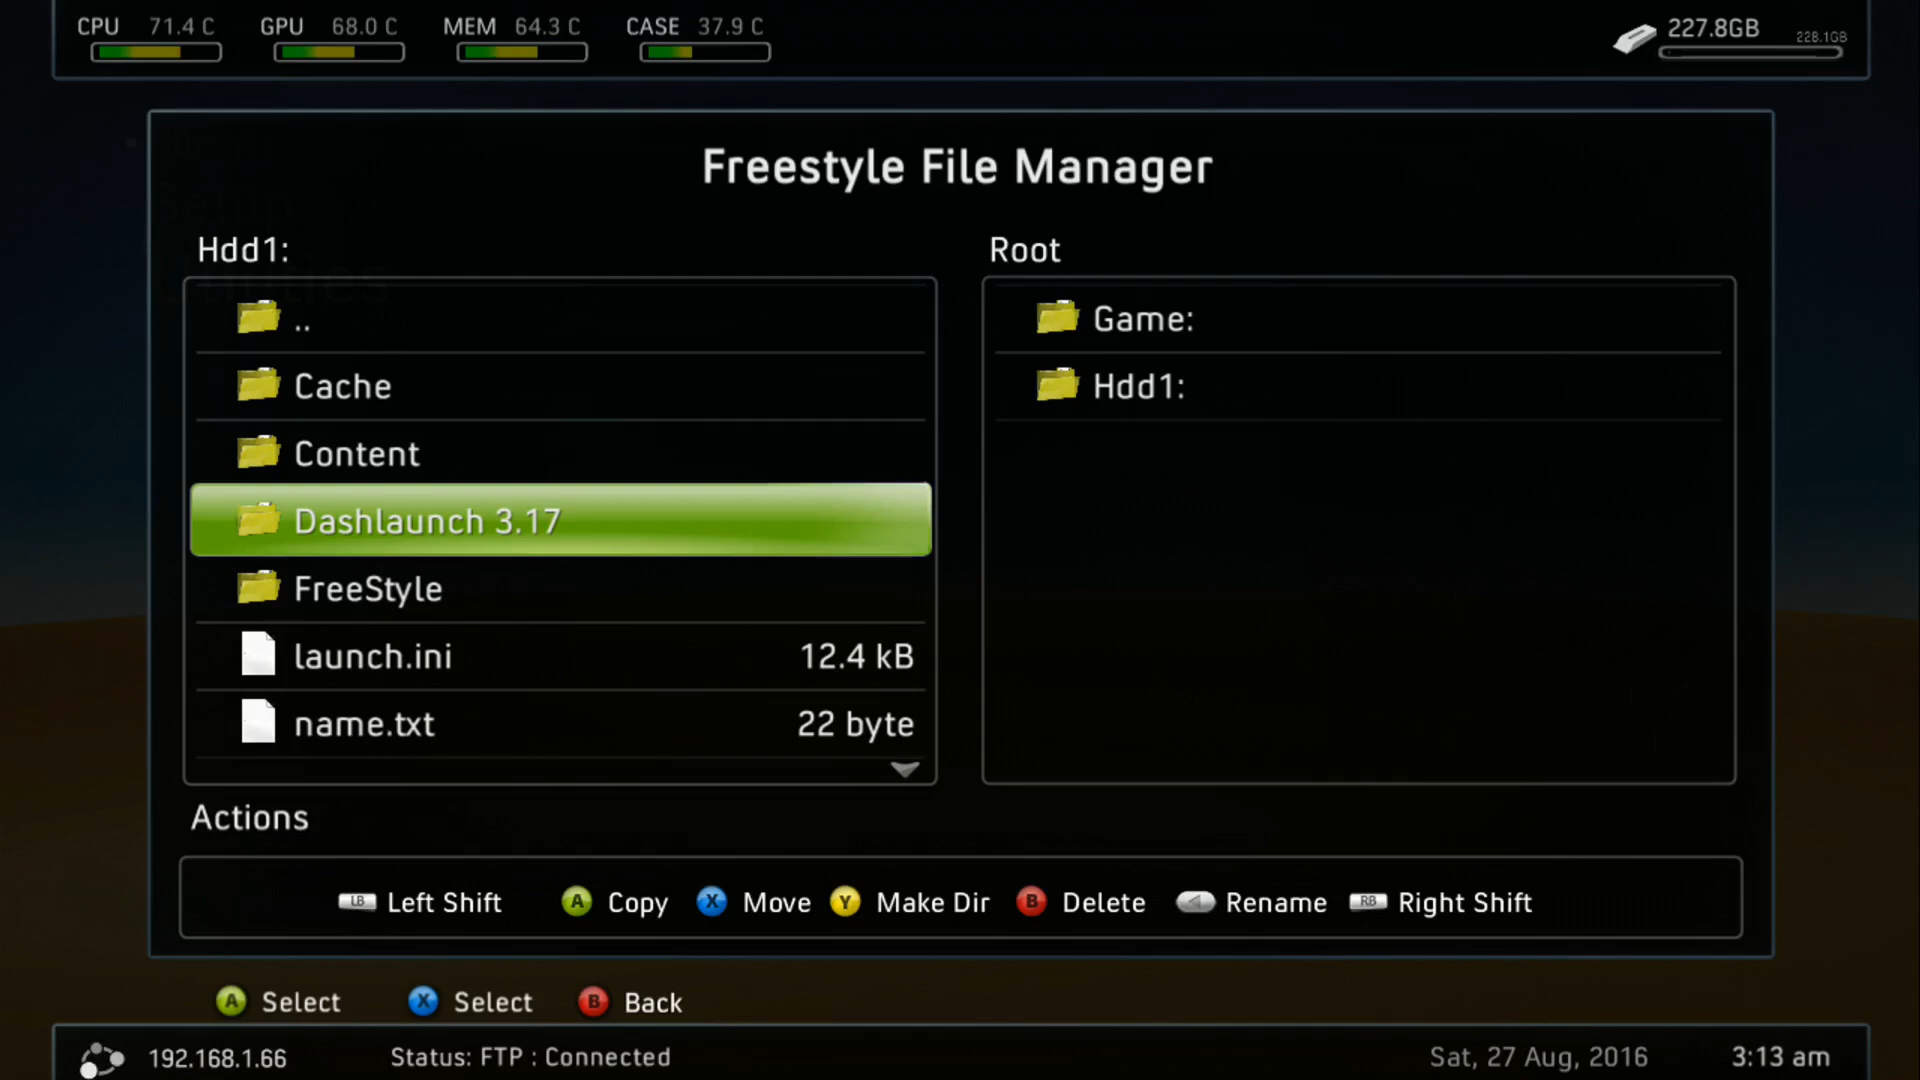 CPU 71.4 C GPU 68.0 C MEM 64.3 C CASE 37.9 C 227.8GB 228.1GB
Freestyle File Manager
Hdd1: Root
Utilities
.. Game:
Cache Hdd1:
Content
Dashlaunch 3.17
FreeStyle
launch.ini 12.4 kB
name.txt 22 byte
Actions
LB Left Shift A Copy X Move Y Make Dir B Delete Rename RB Right Shift
A Select X Select B Back
192.168.1.66 Status: FTP : Connected Sat, 27 Aug, 2016 3:13 am